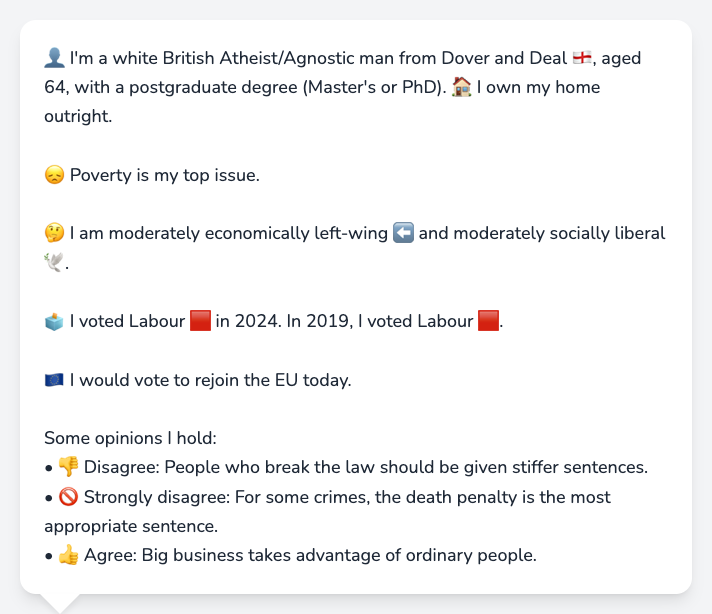 👤 I'm a white British Atheist/Agnostic man from Dover and Deal 🏴󠁧󠁢󠁥󠁮󠁧󠁿, aged
64, with a postgraduate degree (Master's or PhD). 🏠 I own my home
outright.
😞 Poverty is my top issue.
🤔 I am moderately economically left-wing ⬅️ and moderately socially liberal
🕊️.
🗳️ I voted Labour 🟥 in 2024. In 2019, I voted Labour 🟥.
🇪🇺 I would vote to rejoin the EU today.
Some opinions I hold:
• 👎 Disagree: People who break the law should be given stiffer sentences.
• 🚫 Strongly disagree: For some crimes, the death penalty is the most
appropriate sentence.
• 👍 Agree: Big business takes advantage of ordinary people.